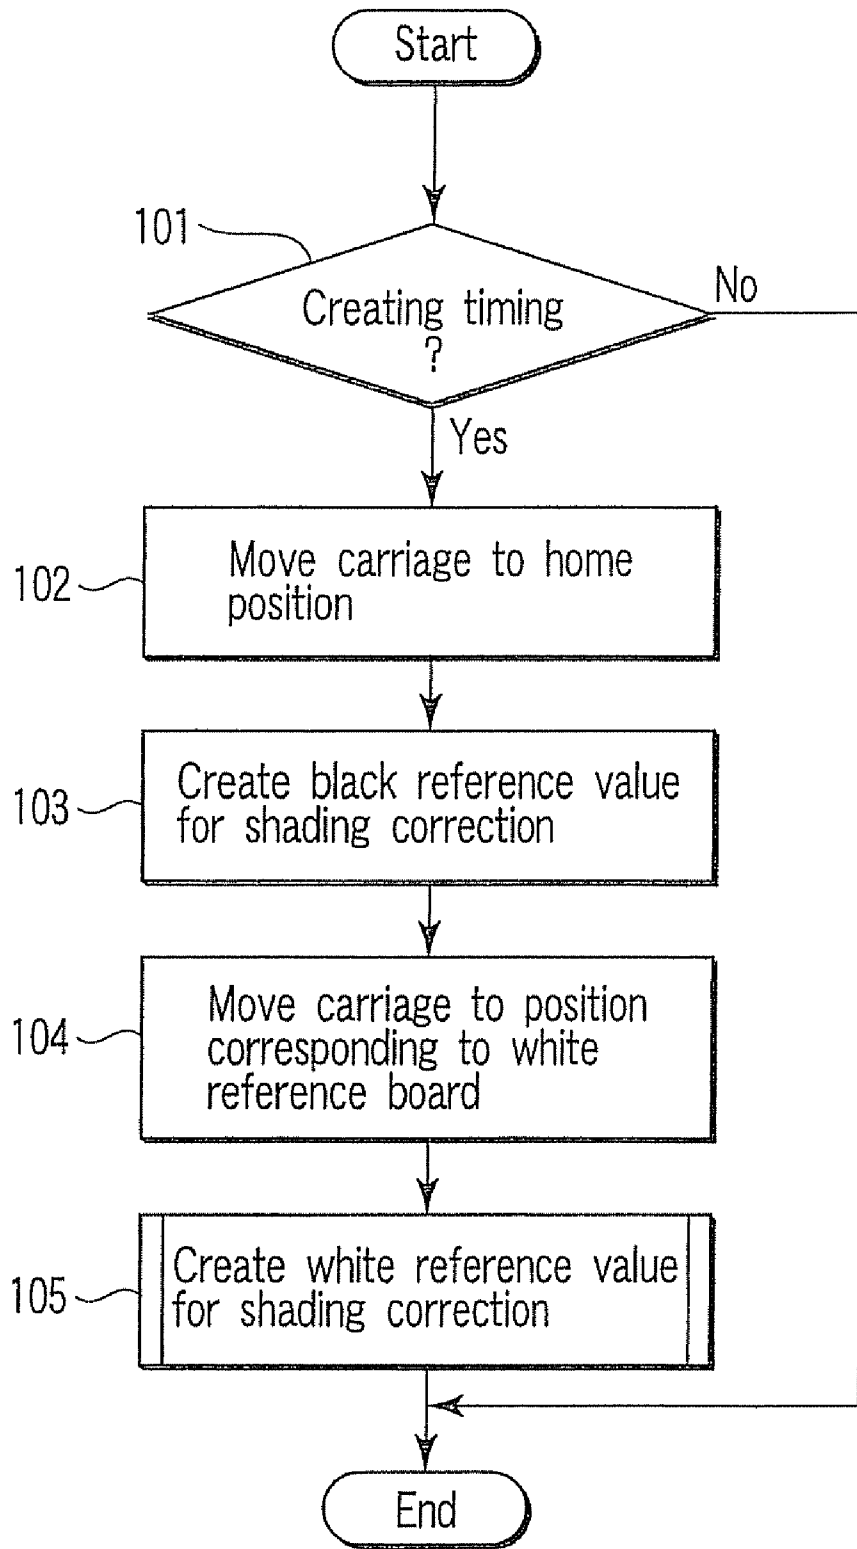 Start
101
Creating timing
?
No
Yes
102
Move carriage to home
position
103
Create black reference value
for shading correction
104
Move carriage to position
corresponding to white
reference board
105
Create white reference value
for shading correction
End